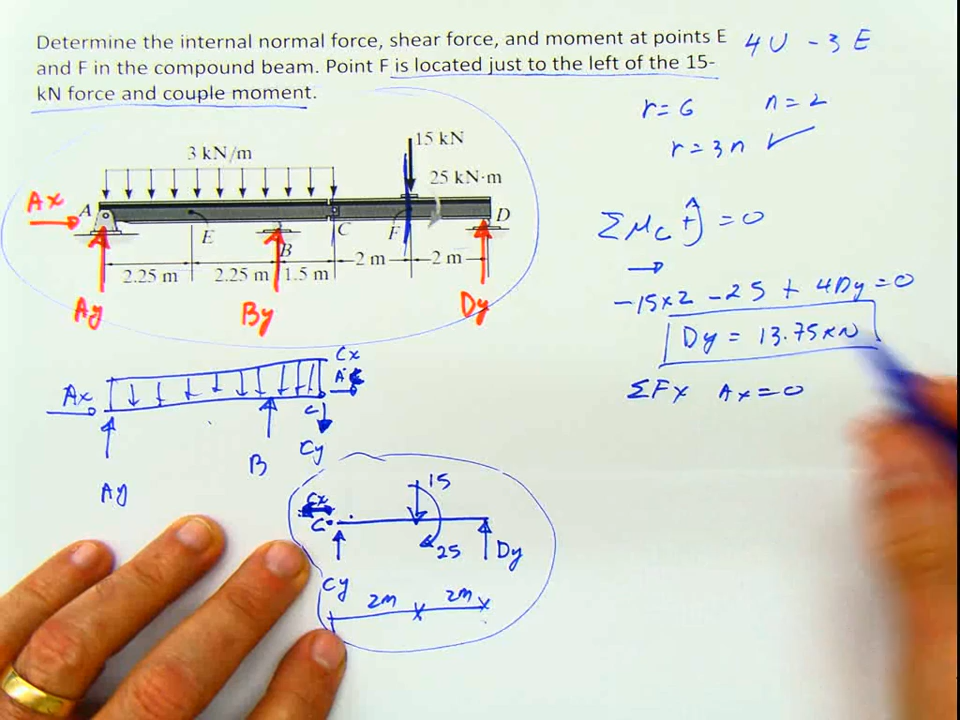 Determine the internal normal force, shear force, and moment at points E
and F in the compound beam. Point F is located just to the left of the 15-
kN force and couple moment.
4U - 3E
r = 6 n = 2
r = 3n ✓
15 kN
3 kN/m
25 kN·m
Ax
A
E
B
C
F
D
2.25 m 2.25 m 1.5 m 2 m 2 m
Ay
By
Dy
ΣMc + = 0
-15×2 -25 + 4Dy = 0
Dy = 13.75 kN
ΣFx Ax = 0
Cx
Ax
C
Cy
B
Ay
15
Cx
C
25
Dy
Cy
2m 2m